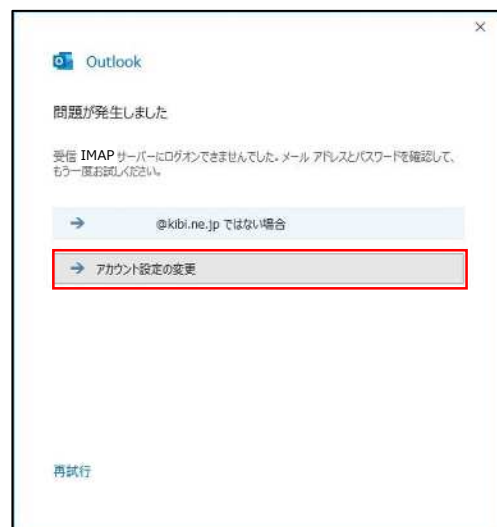 Outlook
問題が発生しました
受信 IMAP サーバーにログオンできませんでした。メール アドレスとパスワードを確認して、
もう一度お試しください。
@kibi.ne.jp ではない場合
アカウント設定の変更
再試行